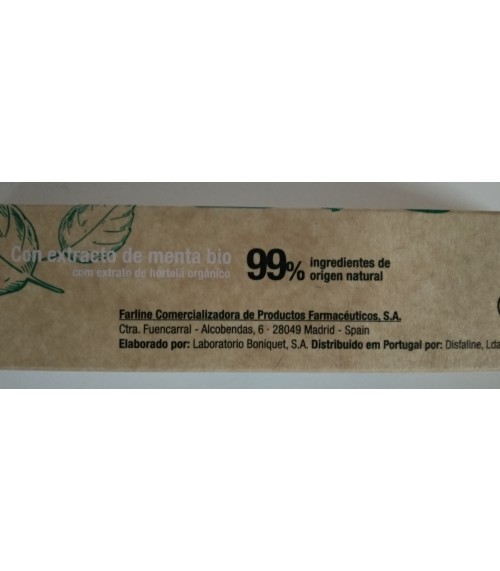 Con extracto de menta bio
com extrato de hortelã orgânico
99%
ingredientes de
origen natural
Farline Comercializadora de Productos Farmacéuticos, S.A.
Ctra. Fuencarral - Alcobendas, 6 · 28049 Madrid - Spain
Elaborado por: Laboratorio Boniquet, S.A. Distribuido em Portugal por: Disfaline, Lda